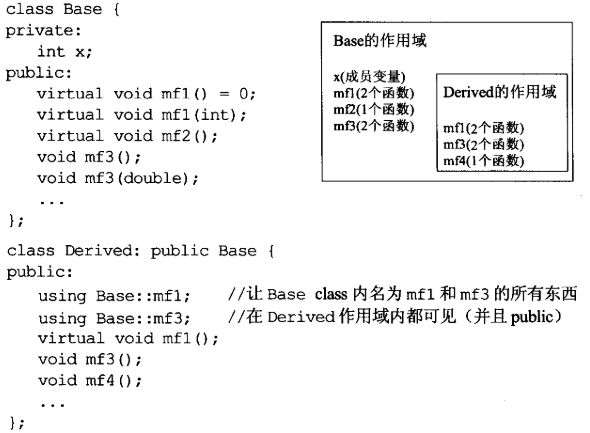 class Base {
private:
int x;
public:
virtual void mf1() = 0;
virtual void mf1(int);
virtual void mf2();
void mf3();
void mf3(double);
...
};
Base的作用域
x(成员变量)
mf1(2个函数)
mf2(1个函数)
mf3(2个函数)
Derived的作用域
mf1(2个函数)
mf3(2个函数)
mf4(1个函数)
class Derived: public Base {
public:
using Base::mf1; //让 Base class 内名为 mf1 和 mf3 的所有东西
using Base::mf3; //在 Derived 作用域内都可见（并且 public）
virtual void mf1();
void mf3();
void mf4();
...
};